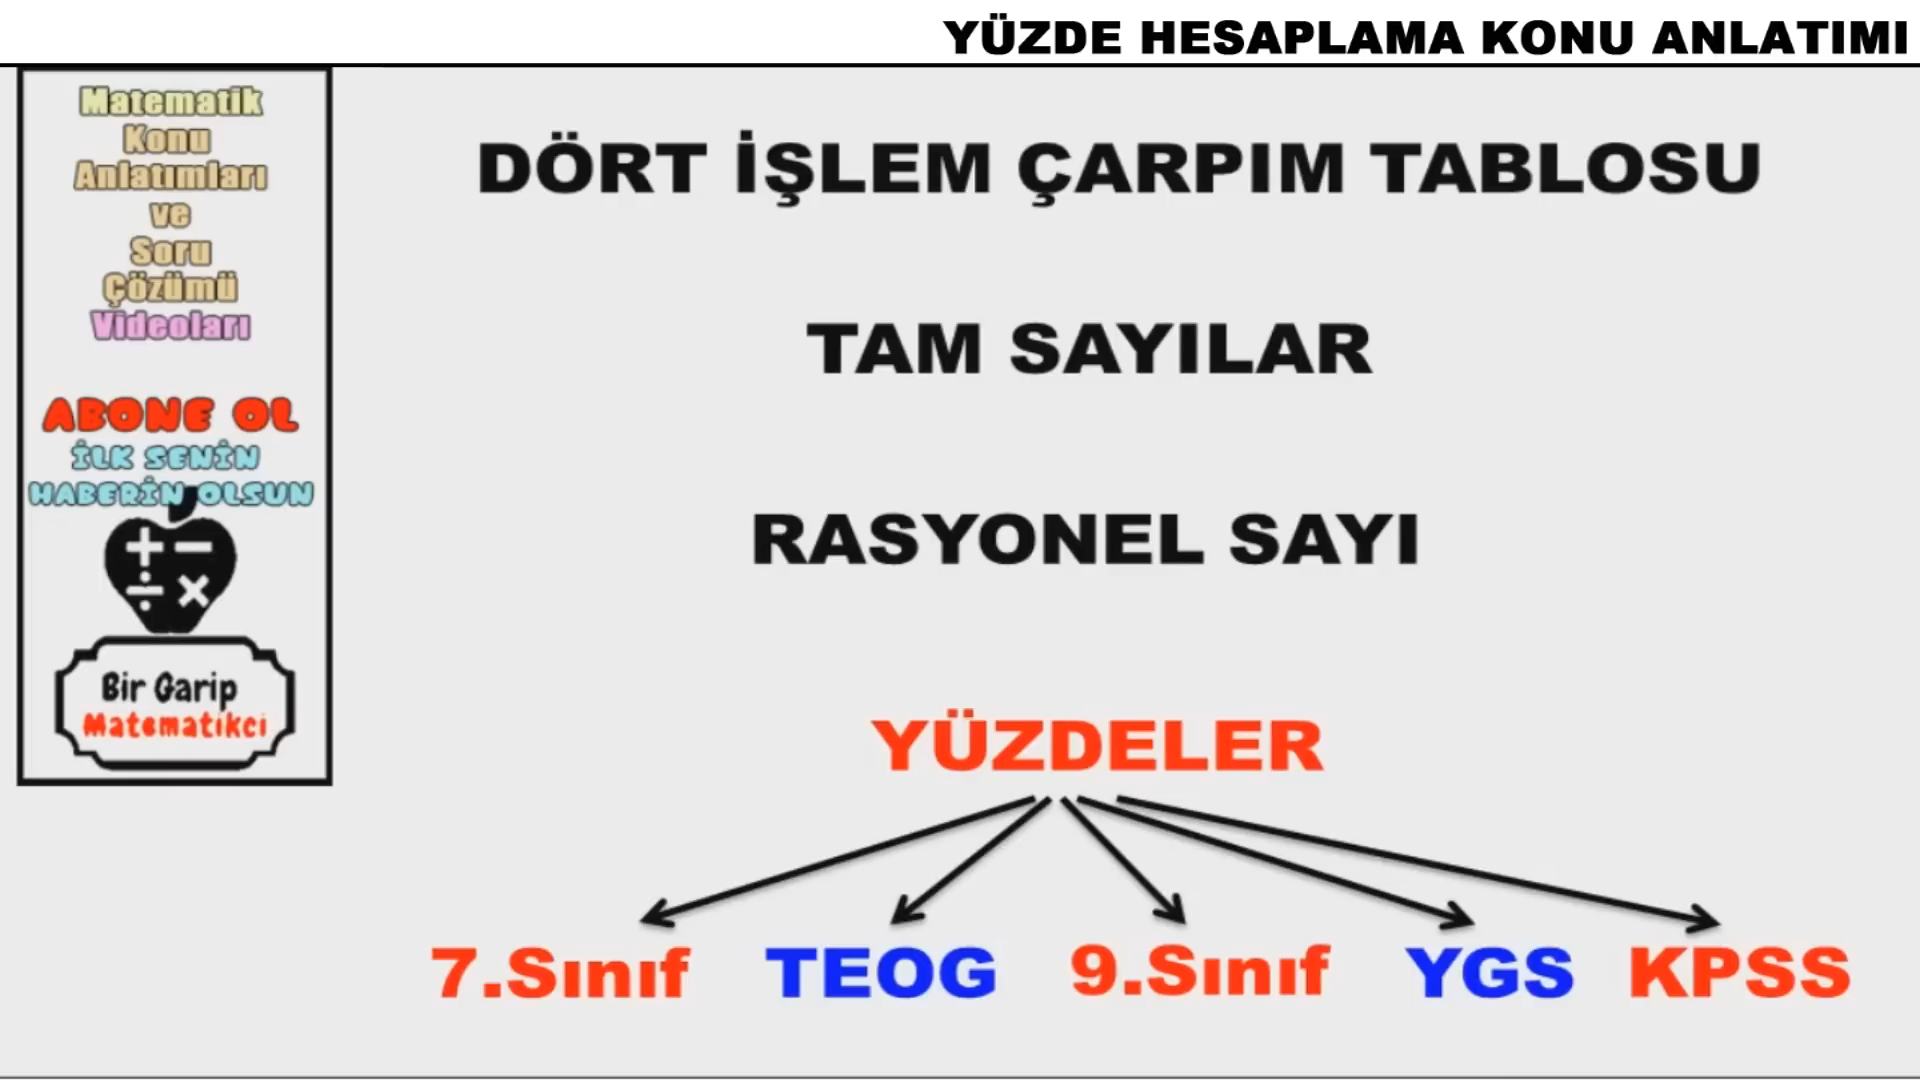 YÜZDE HESAPLAMA KONU ANLATIMI
Matematik
Konu
Anlatımları
ve
Soru
Çözümü
Videoları
ABONE OL
İLK SENİN
HABERİN OLSUN
Bir Garip
Matematikci
DÖRT İŞLEM ÇARPIM TABLOSU
TAM SAYILAR
RASYONEL SAYI
YÜZDELER
7.Sınıf TEOG 9.Sınıf YGS KPSS